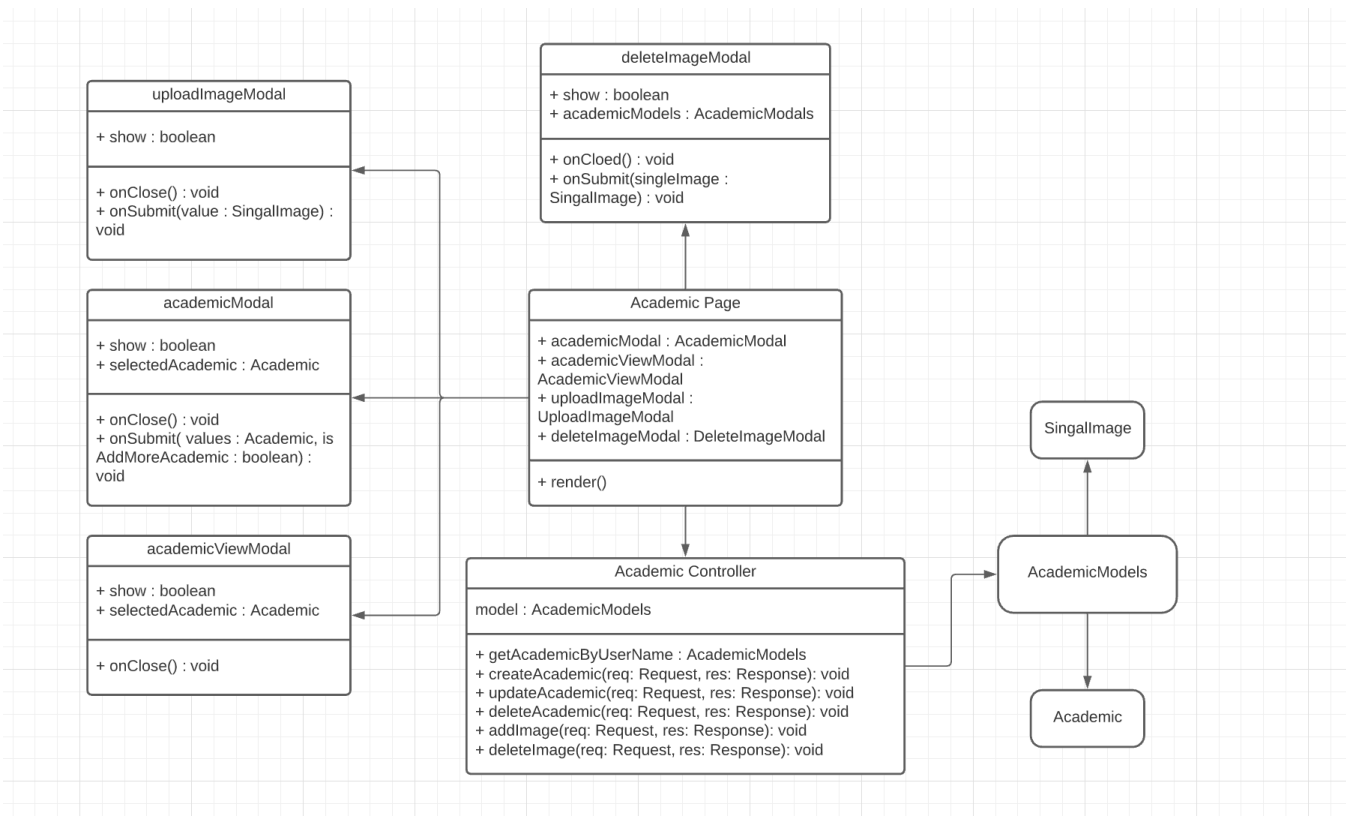 deleteImageModal
+ show : boolean
+ academicModels : AcademicModals
+ onCloed() : void
+ onSubmit(singleImage :
SingalImage) : void
uploadImageModal
+ show : boolean
+ onClose() : void
+ onSubmit(value : SingalImage) :
void
academicModal
+ show : boolean
+ selectedAcademic : Academic
+ onClose() : void
+ onSubmit( values : Academic, is
AddMoreAcademic : boolean) :
void
Academic Page
+ academicModal : AcademicModal
+ academicViewModal :
AcademicViewModal
+ uploadImageModal :
UploadImageModal
+ deleteImageModal : DeleteImageModal
+ render()
academicViewModal
+ show : boolean
+ selectedAcademic : Academic
+ onClose() : void
Academic Controller
model : AcademicModels
+ getAcademicByUserName : AcademicModels
+ createAcademic(req: Request, res: Response): void
+ updateAcademic(req: Request, res: Response): void
+ deleteAcademic(req: Request, res: Response): void
+ addImage(req: Request, res: Response): void
+ deleteImage(req: Request, res: Response): void
SingalImage
AcademicModels
Academic